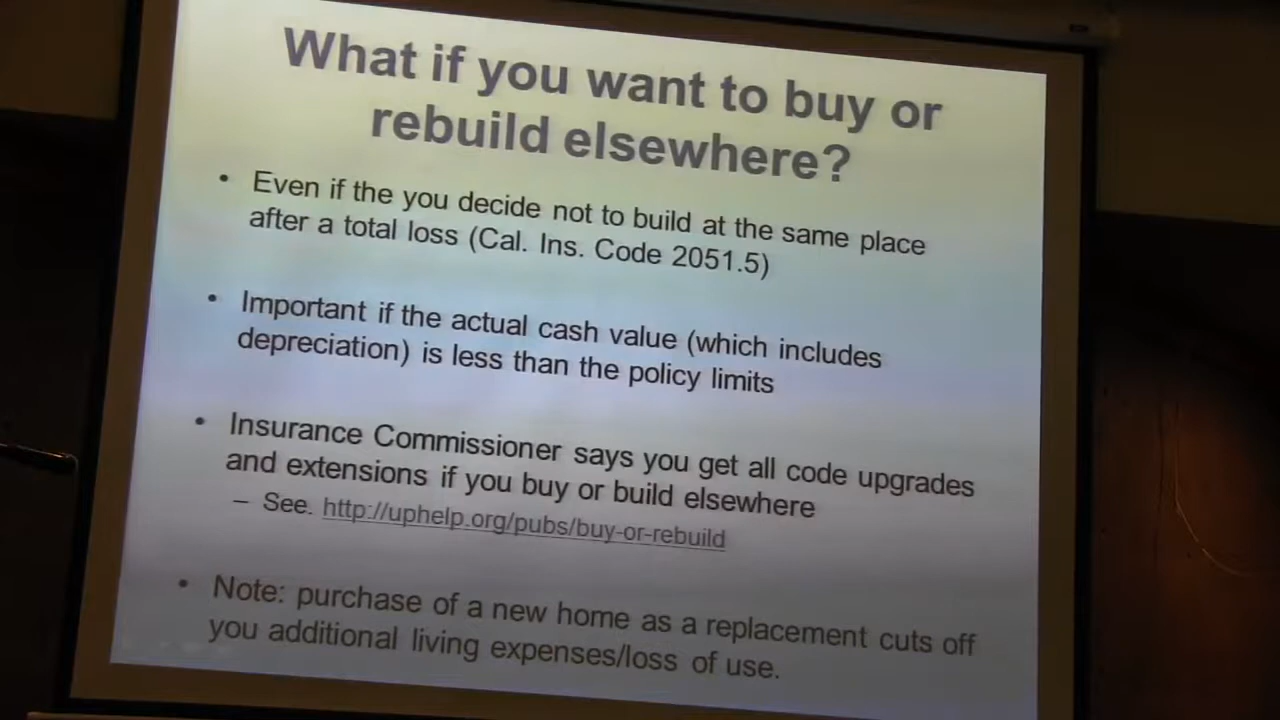 What if you want to buy or
rebuild elsewhere?
• Even if the you decide not to build at the same place
after a total loss (Cal. Ins. Code 2051.5)
• Important if the actual cash value (which includes
depreciation) is less than the policy limits
• Insurance Commissioner says you get all code upgrades
and extensions if you buy or build elsewhere
– See. http://uphelp.org/pubs/buy-or-rebuild
• Note: purchase of a new home as a replacement cuts off
you additional living expenses/loss of use.